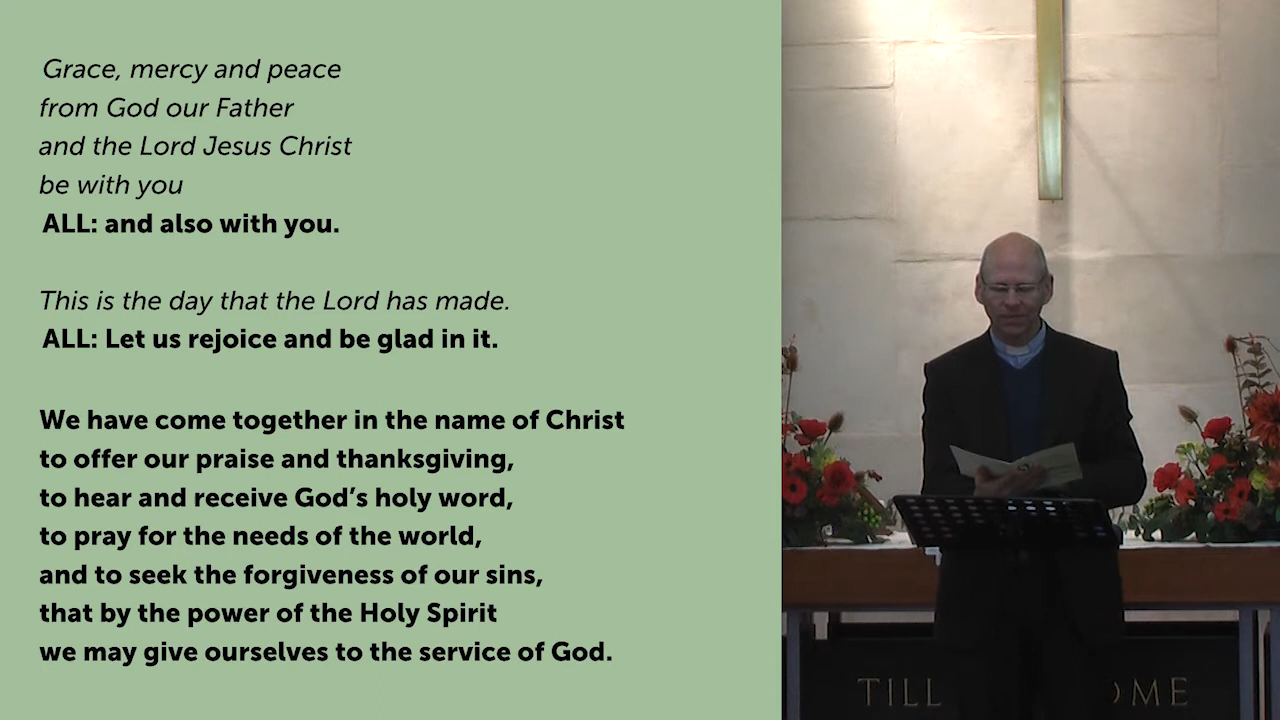 Grace, mercy and peace
from God our Father
and the Lord Jesus Christ
be with you
ALL: and also with you.
This is the day that the Lord has made.
ALL: Let us rejoice and be glad in it.
We have come together in the name of Christ
to offer our praise and thanksgiving,
to hear and receive God’s holy word,
to pray for the needs of the world,
and to seek the forgiveness of our sins,
that by the power of the Holy Spirit
we may give ourselves to the service of God.
TILL